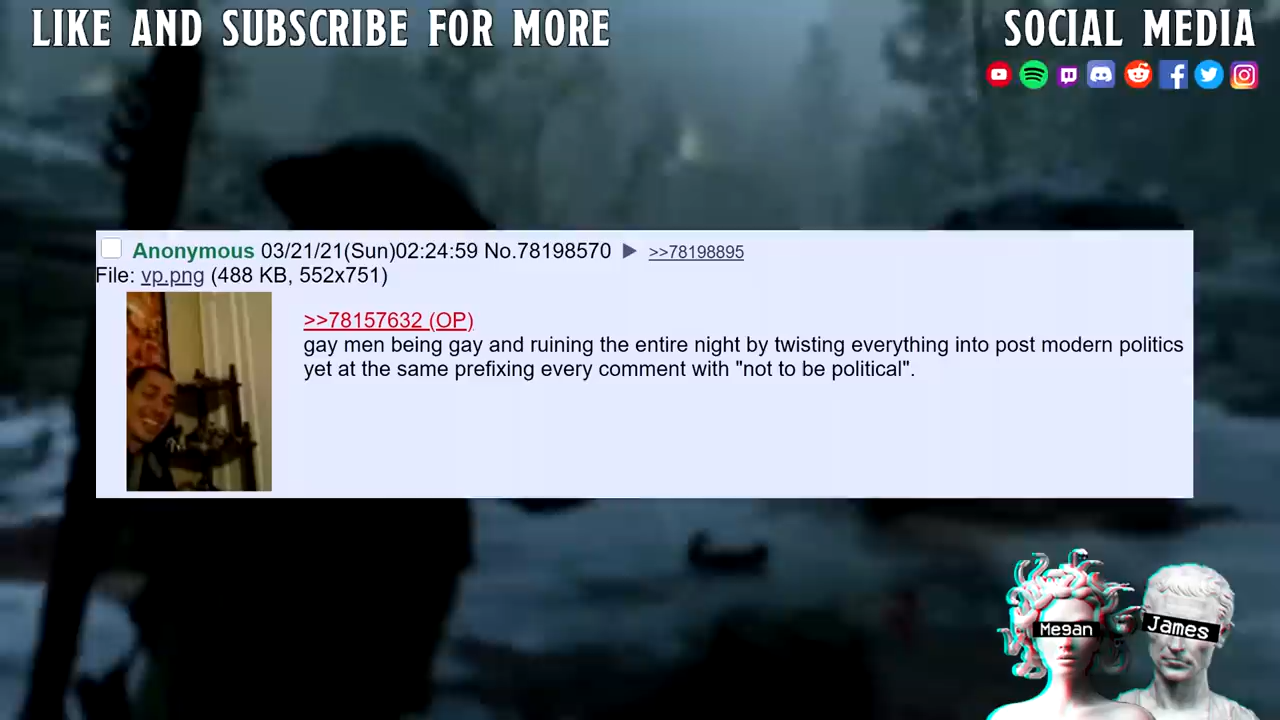 LIKE AND SUBSCRIBE FOR MORE
SOCIAL MEDIA
Anonymous 03/21/21(Sun)02:24:59 No.78198570 ▶ >>78198895
File: vp.png (488 KB, 552x751)
>>78157632 (OP)
gay men being gay and ruining the entire night by twisting everything into post modern politics
yet at the same prefixing every comment with "not to be political".
Megan
James